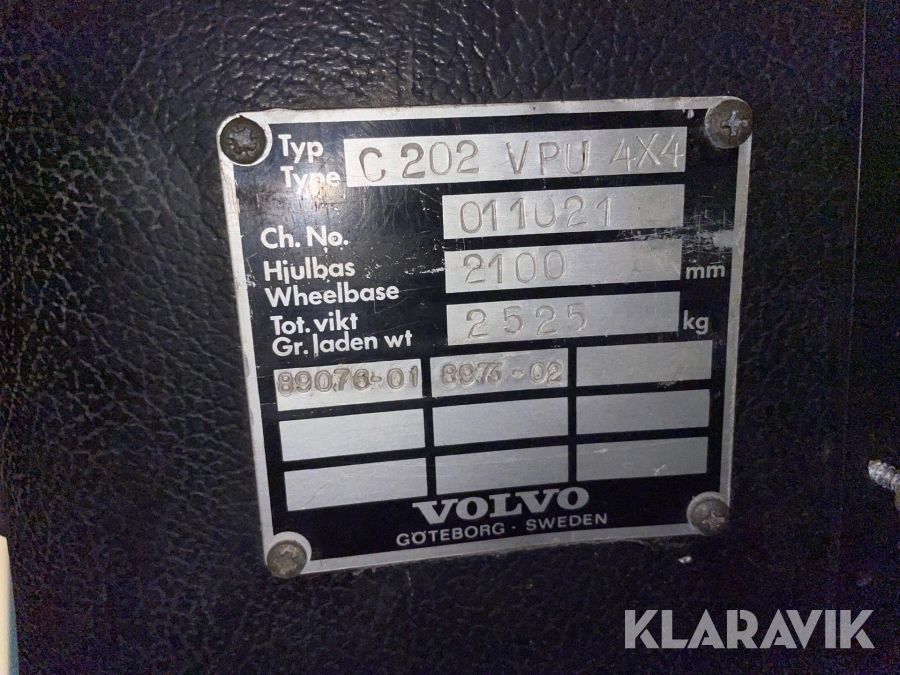 Typ
Type C 202 VPU 4X4
Ch. No. 011021
Hjulbas
Wheelbase 2100 mm
Tot. vikt
Gr. laden wt 2525 kg
89076-01
VOLVO
GÖTEBORG · SWEDEN
KLARAVIK